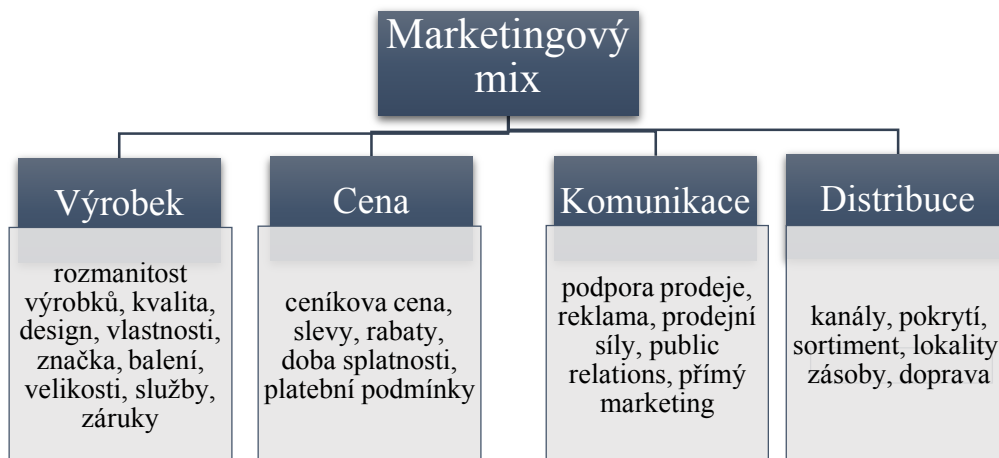 Marketingový
mix
Výrobek
Cena
Komunikace
Distribuce
rozmanitost
výrobků, kvalita,
design, vlastnosti,
značka, balení,
velikosti, služby,
záruky
ceníkova cena,
slevy, rabaty,
doba splatnosti,
platební podmínky
podpora prodeje,
reklama, prodejní
síly, public
relations, přímý
marketing
kanály, pokrytí,
sortiment, lokality
zásoby, doprava